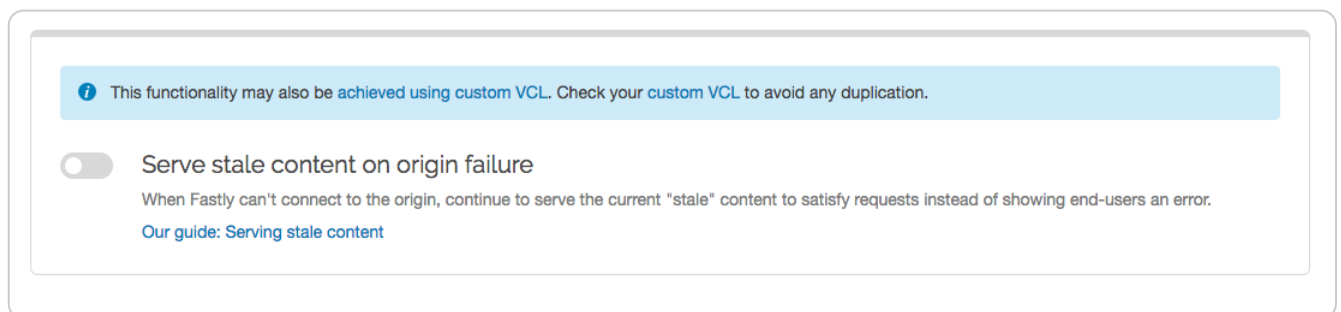 This functionality may also be achieved using custom VCL. Check your custom VCL to avoid any duplication.
Serve stale content on origin failure
When Fastly can't connect to the origin, continue to serve the current "stale" content to satisfy requests instead of showing end-users an error.
Our guide: Serving stale content